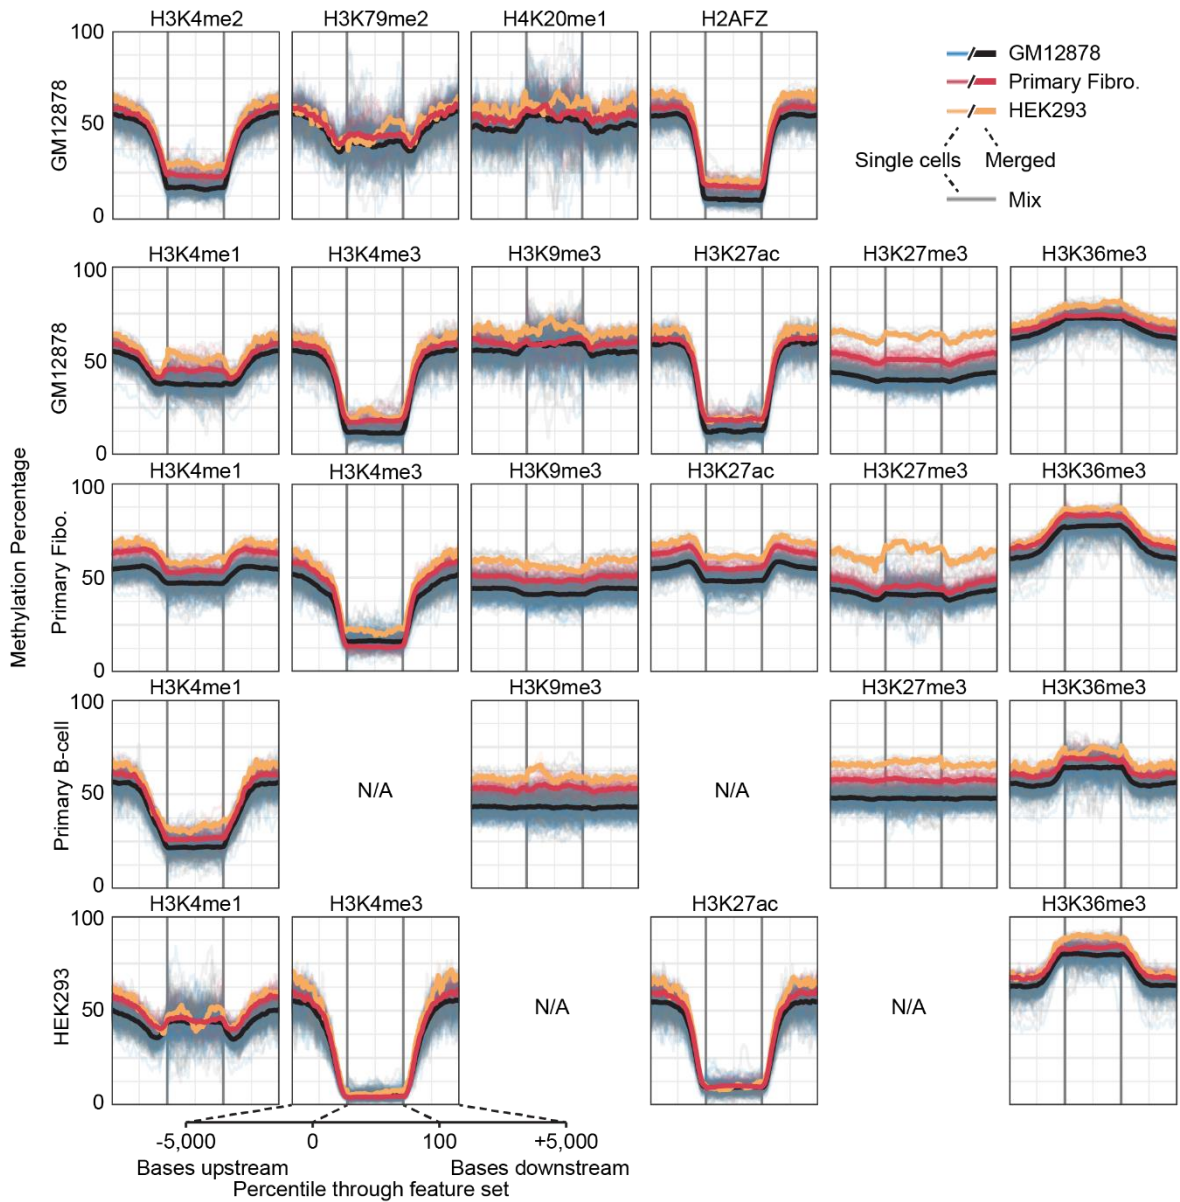 H3K4me2 H3K79me2 H4K20me1 H2AFZ
100
50
0
GM12878
GM12878
Primary Fibro.
HEK293
Single cells Merged
Mix
H3K4me1 H3K4me3 H3K9me3 H3K27ac H3K27me3 H3K36me3
100
50
0
GM12878
Methylation Percentage
H3K4me1 H3K4me3 H3K9me3 H3K27ac H3K27me3 H3K36me3
100
50
0
Primary Fibo.
H3K4me1 H3K9me3 H3K27me3 H3K36me3
100
50
0
Primary B-cell
N/A N/A
H3K4me1 H3K4me3 H3K27ac H3K36me3
100
50
0
HEK293
N/A N/A
-5,000 0 100 +5,000
Bases upstream Bases downstream
Percentile through feature set